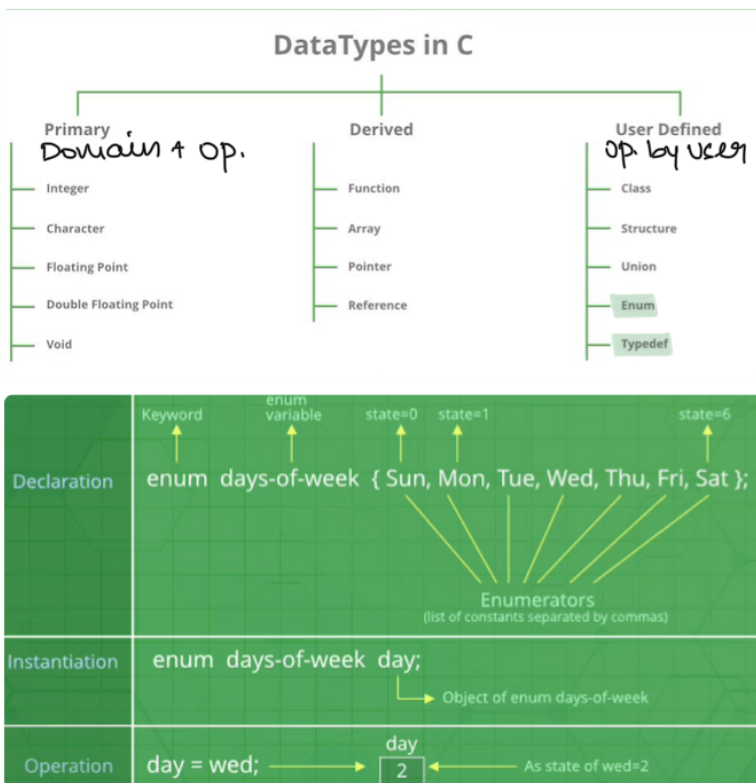 DataTypes in C
Primary
Domain + Op.
Integer
Character
Floating Point
Double Floating Point
Void
Derived
Function
Array
Pointer
Reference
User Defined
Op. by user
Class
Structure
Union
Enum
Typedef
Keyword
enum
variable
state=0 state=1 state=6
Declaration
enum days-of-week { Sun, Mon, Tue, Wed, Thu, Fri, Sat };
Enumerators
(list of constants separated by commas)
Instantiation
enum days-of-week day;
Object of enum days-of-week
Operation
day = wed;
day
2
As state of wed=2